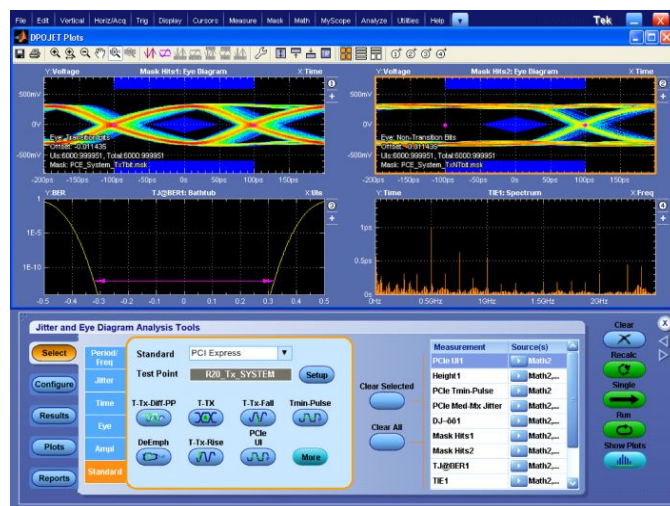 File Edit Vertical Horiz/Acq Trig Display Cursors Measure Mask Math MyScope Analyze Utilities Help Tek
DPOJET Plots
Y:Voltage Mask Hits1: Eye Diagram X:Time
500mV
0V
-500mV
Eye: Transition bits
Offset: -0.011435
UIs:6000:999951, Total:6000:999951
Mask: PCE_System_TxTbit.msk
-200ps -150ps -100ps -50ps 0s 50ps 100ps 150ps
Y:Voltage Mask Hits2: Eye Diagram X:Time
500mV
0V
-500mV
Eye: Non-Transition Bits
Offset: -0.011435
UIs:6000:999951, Total:6000:999951
Mask: PCE_System_TxNTbit.msk
-200ps -150ps -100ps -50ps 0s 50ps 100ps 150ps
Y:BER TJ@BER1: Bathtub X:UIs
1
1E-5
1E-10
-0.5 -0.4 -0.3 -0.2 -0.1 0.0 0.1 0.2 0.3 0.4 0.5
Y:Time TIE1: Spectrum X:Freq
1ps
0.5ps
0s
0Hz 0.5GHz 1GHz 1.5GHz 2GHz
Jitter and Eye Diagram Analysis Tools
Select
Configure
Results
Plots
Reports
Period/
Freq
Jitter
Time
Eye
Ampl
Standard
Standard PCI Express
Test Point R20_Tx_SYSTEM Setup
T-Tx-Diff-PP T-TX T-Tx-Fall Tmin-Pulse
DeEmph T-Tx-Rise PCIe UI More
Clear Selected
Clear All
Measurement Source(s)
PCIe UI1 Math2
Height1 Math2,...
PCIe Tmin-Pulse Math2,...
PCIe Med-Mx Jitter Math2,...
DJ-δδ1 Math2,...
Mask Hits1 Math2,...
Mask Hits2 Math2,...
TJ@BER1 Math2,...
TIE1 Math2,...
Clear
Recalc
Single
Run
Show Plots